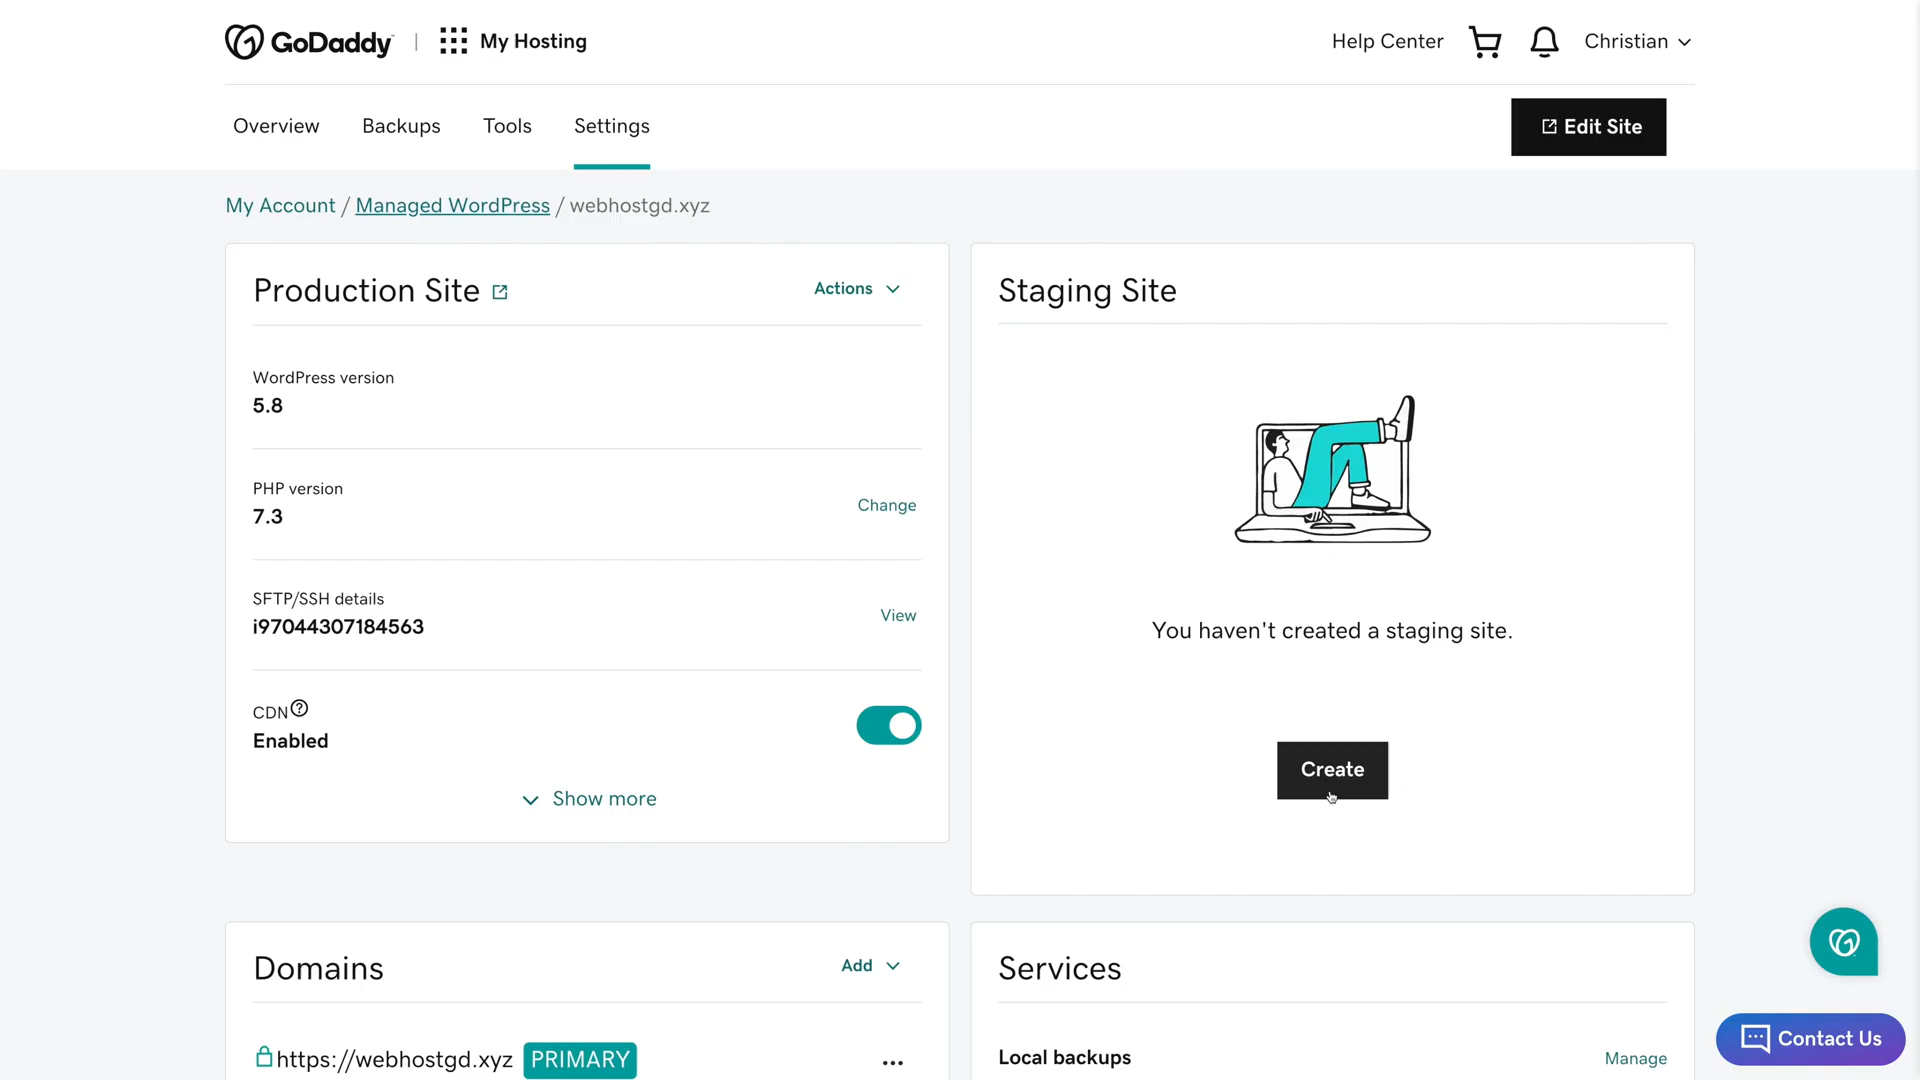 GoDaddy | My Hosting
Help Center
Christian
Overview
Backups
Tools
Settings
Edit Site
My Account / Managed WordPress / webhostgd.xyz
Production Site
Actions
WordPress version
5.8
PHP version
7.3
Change
SFTP/SSH details
i97044307184563
View
CDN
Enabled
Show more
Staging Site
You haven't created a staging site.
Create
Domains
Add
https://webhostgd.xyz PRIMARY
Services
Local backups
Manage
Contact Us